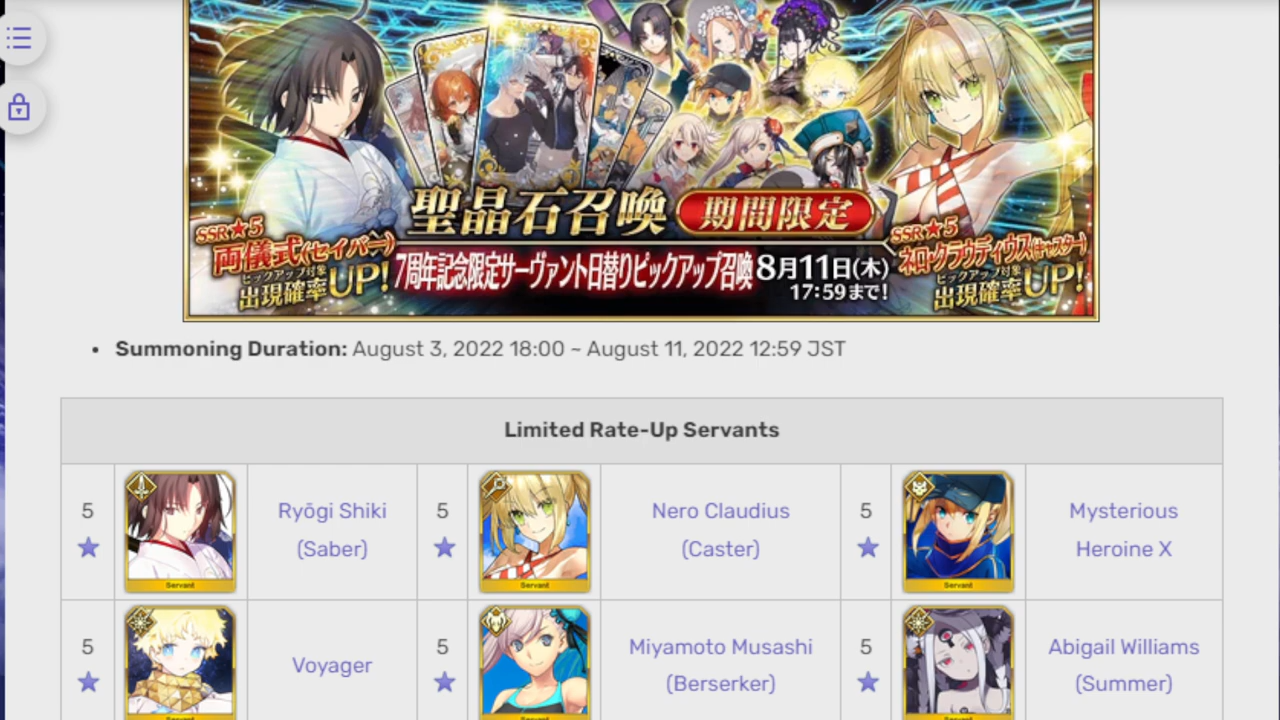 聖晶石召喚 期間限定
SSR★5
両儀式(セイバー)
ピックアップ対象
出現確率UP!
7周年記念限定サーヴァント日替りピックアップ召喚
8月11日(木)
17:59まで!
SSR★5
ネロ・クラウディウス(キャスター)
ピックアップ対象
出現確率UP!
• Summoning Duration: August 3, 2022 18:00 ~ August 11, 2022 12:59 JST
Limited Rate-Up Servants
5 ★ Servant Ryōgi Shiki
(Saber)
5 ★ Servant Nero Claudius
(Caster)
5 ★ Servant Mysterious
Heroine X
5 ★ Servant Voyager
5 ★ Servant Miyamoto Musashi
(Berserker)
5 ★ Servant Abigail Williams
(Summer)